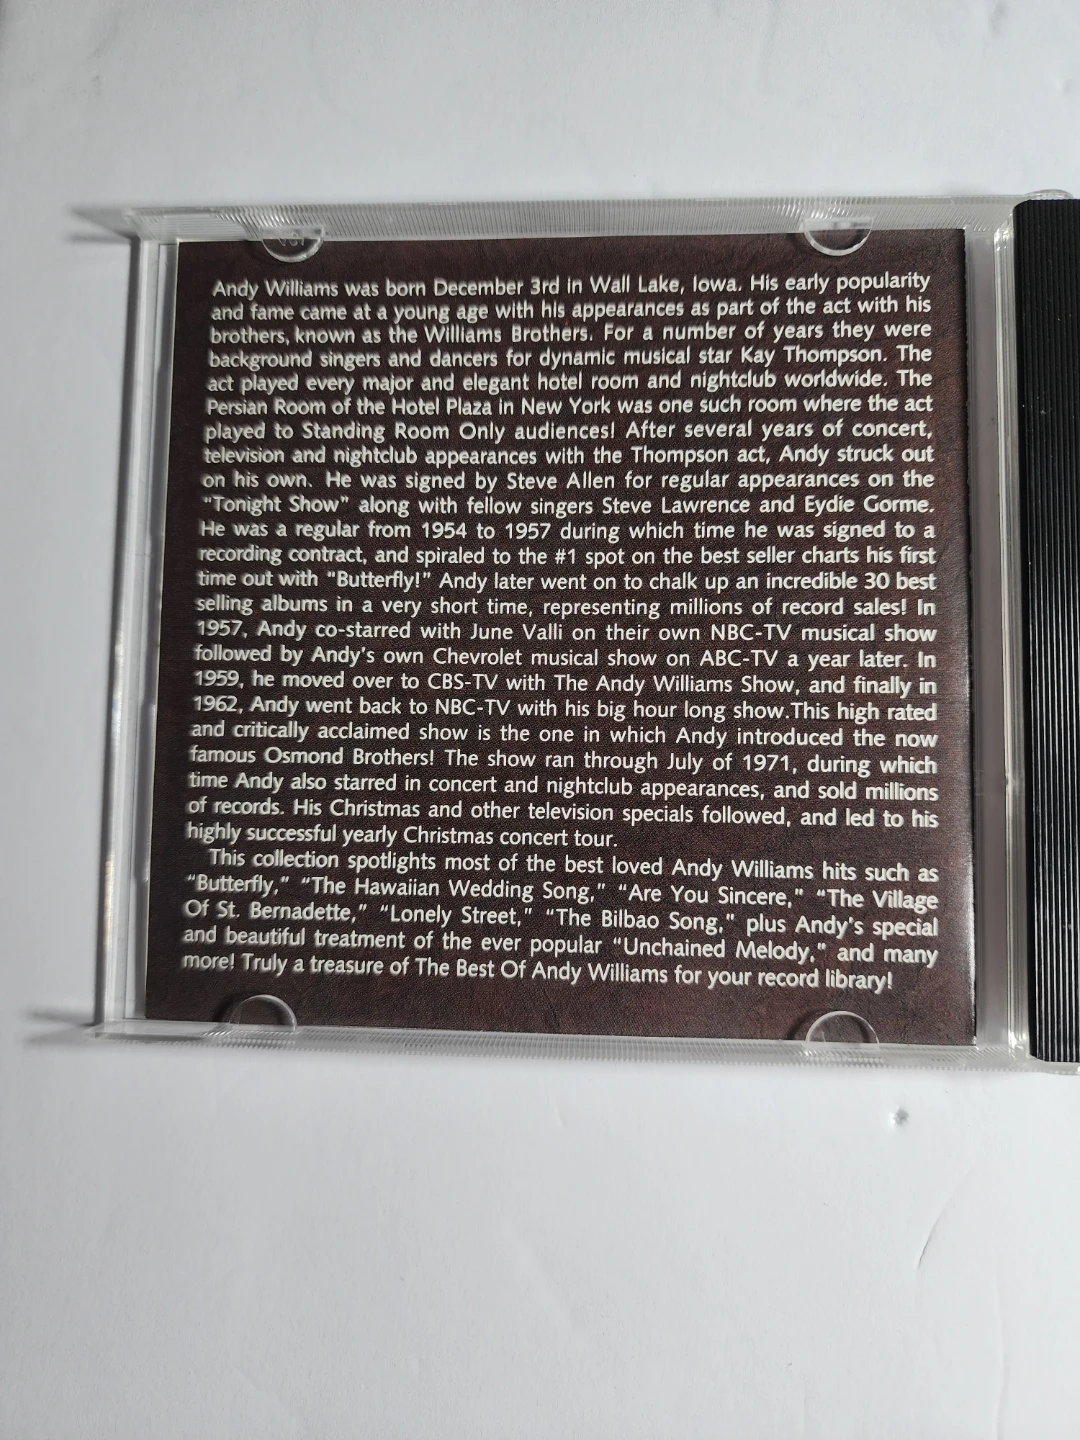 Andy Williams was born December 3rd in Wall Lake, Iowa. His early popularity
and fame came at a young age with his appearances as part of the act with his
brothers, known as the Williams Brothers. For a number of years they were
background singers and dancers for dynamic musical star Kay Thompson. The
act played every major and elegant hotel room and nightclub worldwide. The
Persian Room of the Hotel Plaza in New York was one such room where the act
played to Standing Room Only audiences! After several years of concert,
television and nightclub appearances with the Thompson act, Andy struck out
on his own. He was signed by Steve Allen for regular appearances on the
"Tonight Show" along with fellow singers Steve Lawrence and Eydie Gorme.
He was a regular from 1954 to 1957 during which time he was signed to a
recording contract, and spiraled to the #1 spot on the best seller charts his first
time out with "Butterfly!" Andy later went on to chalk up an incredible 30 best
selling albums in a very short time, representing millions of record sales! In
1957, Andy co-starred with June Valli on their own NBC-TV musical show
followed by Andy's own Chevrolet musical show on ABC-TV a year later. In
1959, he moved over to CBS-TV with The Andy Williams Show, and finally in
1962, Andy went back to NBC-TV with his big hour long show.This high rated
and critically acclaimed show is the one in which Andy introduced the now
famous Osmond Brothers! The show ran through July of 1971, during which
time Andy also starred in concert and nightclub appearances, and sold millions
of records. His Christmas and other television specials followed, and led to his
highly successful yearly Christmas concert tour.
This collection spotlights most of the best loved Andy Williams hits such as
"Butterfly," "The Hawaiian Wedding Song," "Are You Sincere," "The Village
Of St. Bernadette," "Lonely Street," "The Bilbao Song," plus Andy's special
and beautiful treatment of the ever popular "Unchained Melody," and many
more! Truly a treasure of The Best Of Andy Williams for your record library!